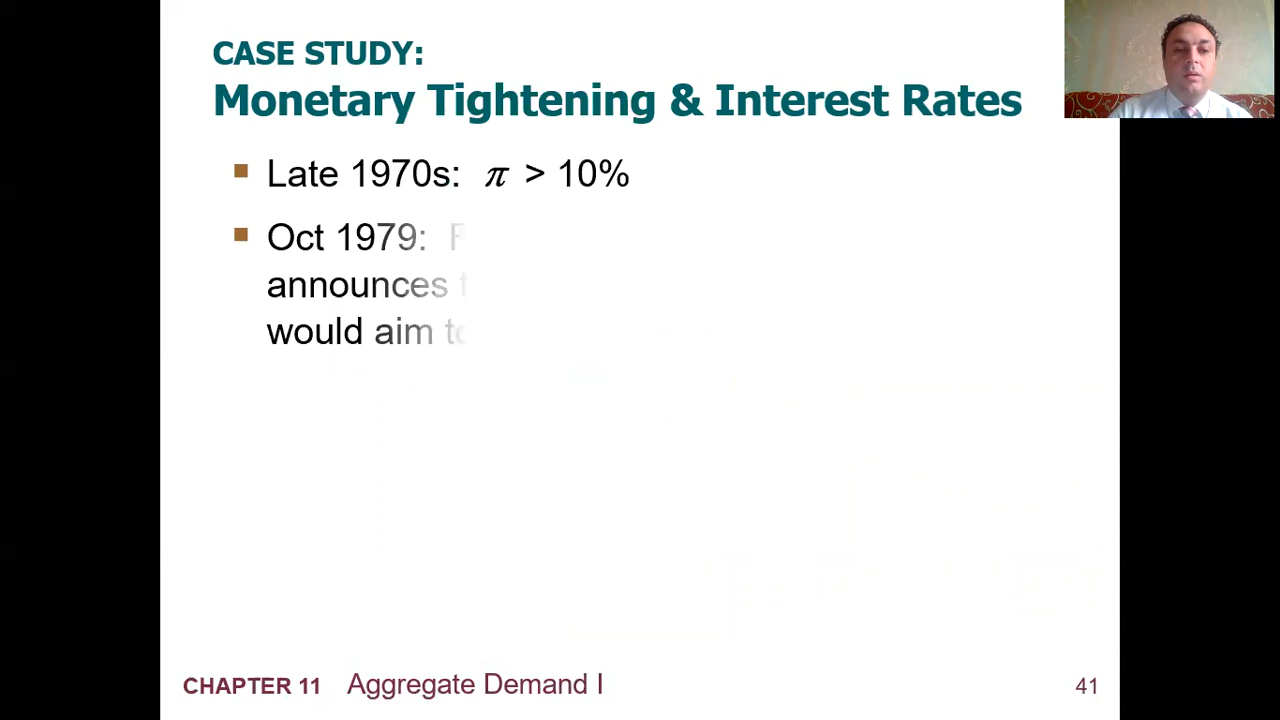 CASE STUDY:
Monetary Tightening & Interest Rates
Late 1970s: π > 10%
Oct 1979:
announces
would aim to
CHAPTER 11 Aggregate Demand I 41